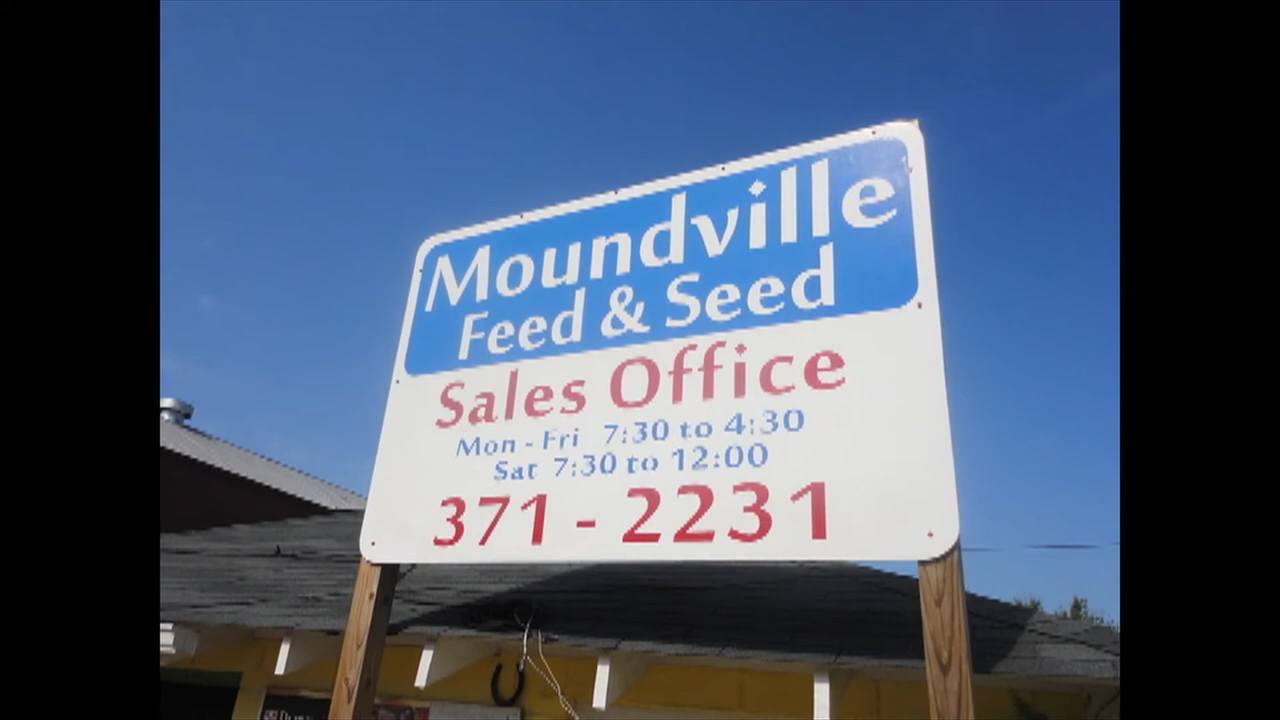 Moundville
Feed & Seed
Sales Office
Mon - Fri 7:30 to 4:30
Sat 7:30 to 12:00
371 - 2231